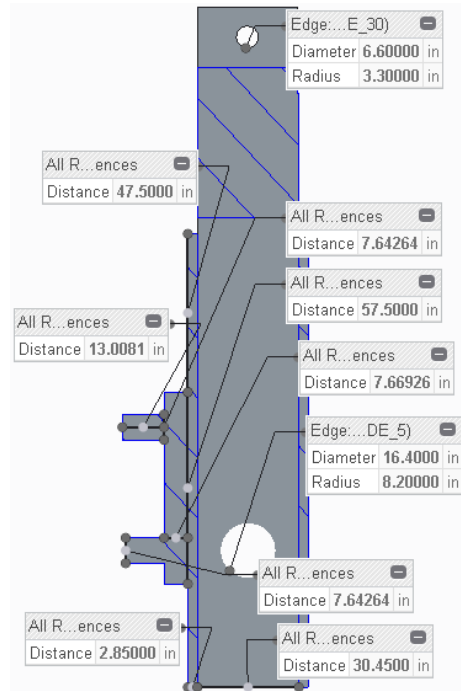 Edge:...E_30)
Diameter 6.60000 in
Radius 3.30000 in
All R...ences
Distance 47.5000 in
All R...ences
Distance 7.64264 in
All R...ences
Distance 57.5000 in
All R...ences
Distance 13.0081 in
All R...ences
Distance 7.66926 in
Edge:...DE_5)
Diameter 16.4000 in
Radius 8.20000 in
All R...ences
Distance 7.64264 in
All R...ences
Distance 2.85000 in
All R...ences
Distance 30.4500 in